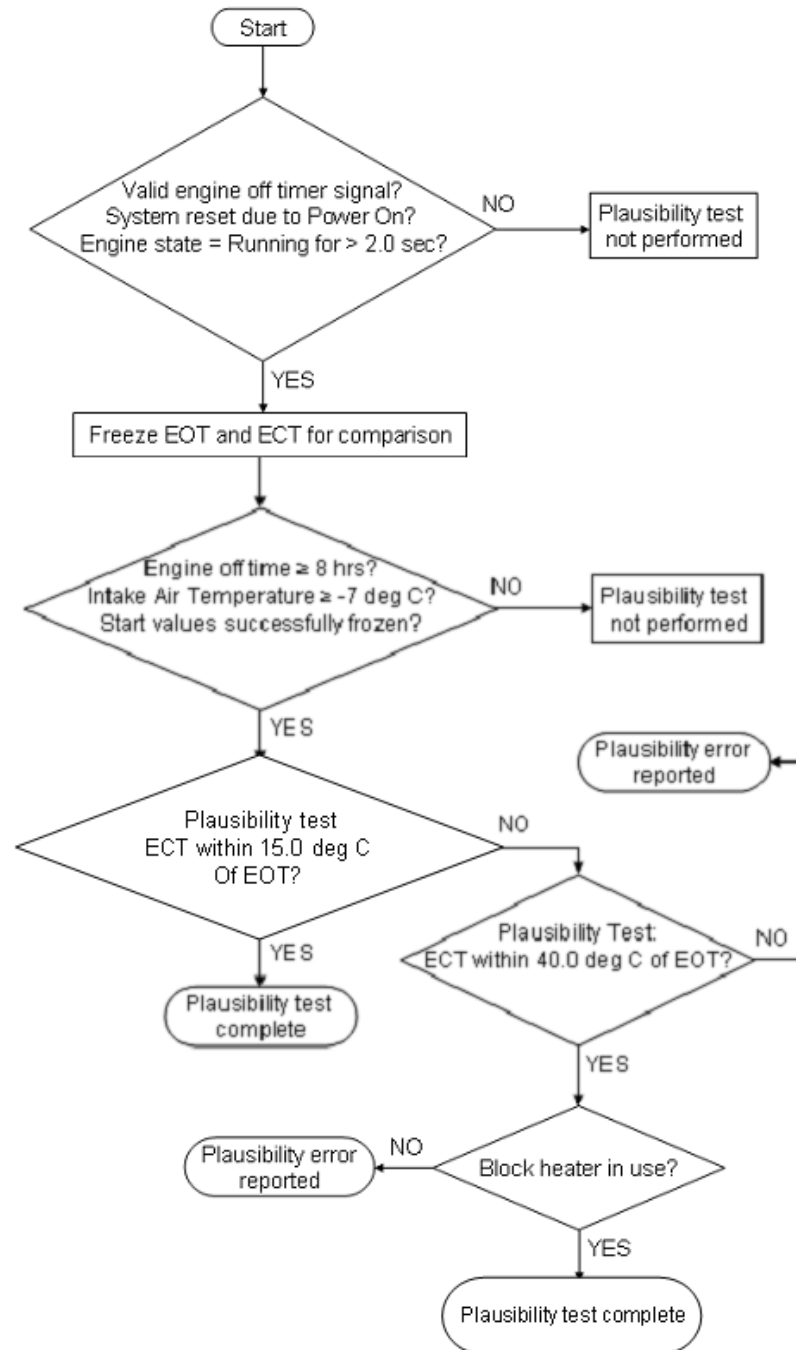 Start
Valid engine off timer signal?
System reset due to Power On?
Engine state = Running for > 2.0 sec?
NO
Plausibility test
not performed
YES
Freeze EOT and ECT for comparison
Engine off time ≥ 8 hrs?
Intake Air Temperature ≥ -7 deg C?
Start values successfully frozen?
NO
Plausibility test
not performed
YES
Plausibility error
reported
Plausibility test
ECT within 15.0 deg C
Of EOT?
NO
YES
Plausibility test
complete
Plausibility Test:
ECT within 40.0 deg C of EOT?
NO
YES
Block heater in use?
NO
Plausibility error
reported
YES
Plausibility test complete